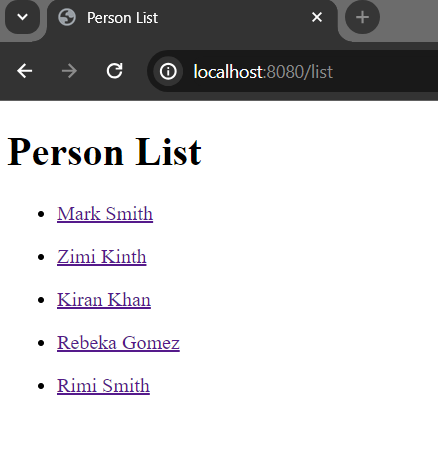 Person List
localhost:8080/list
Person List
Mark Smith
Zimi Kinth
Kiran Khan
Rebeka Gomez
Rimi Smith